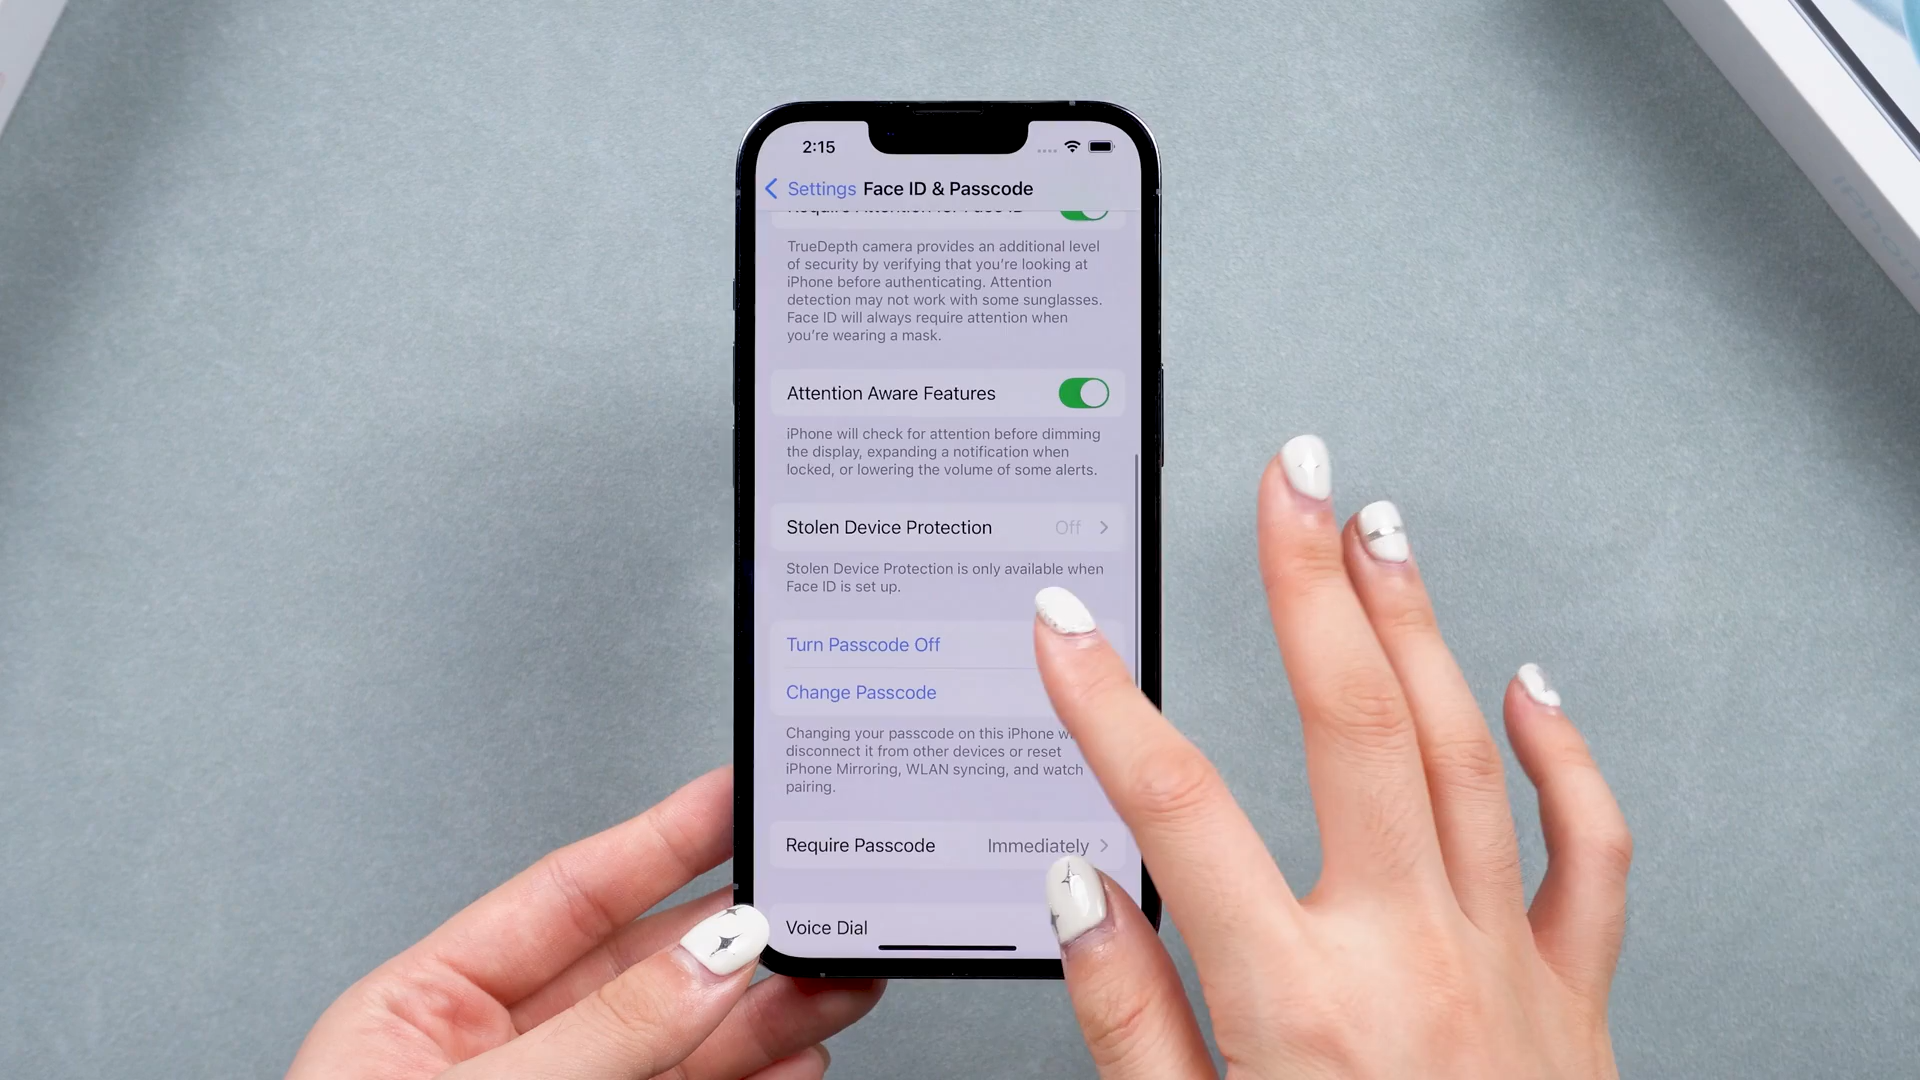 2:15
Settings Face ID & Passcode
Require Attention for Face ID
TrueDepth camera provides an additional level
of security by verifying that you're looking at
iPhone before authenticating. Attention
detection may not work with some sunglasses.
Face ID will always require attention when
you're wearing a mask.
Attention Aware Features
iPhone will check for attention before dimming
the display, expanding a notification when
locked, or lowering the volume of some alerts.
Stolen Device Protection Off
Stolen Device Protection is only available when
Face ID is set up.
Turn Passcode Off
Change Passcode
Changing your passcode on this iPhone
disconnect it from other devices or reset
iPhone Mirroring, WLAN syncing, and watch
pairing.
Require Passcode Immediately
Voice Dial